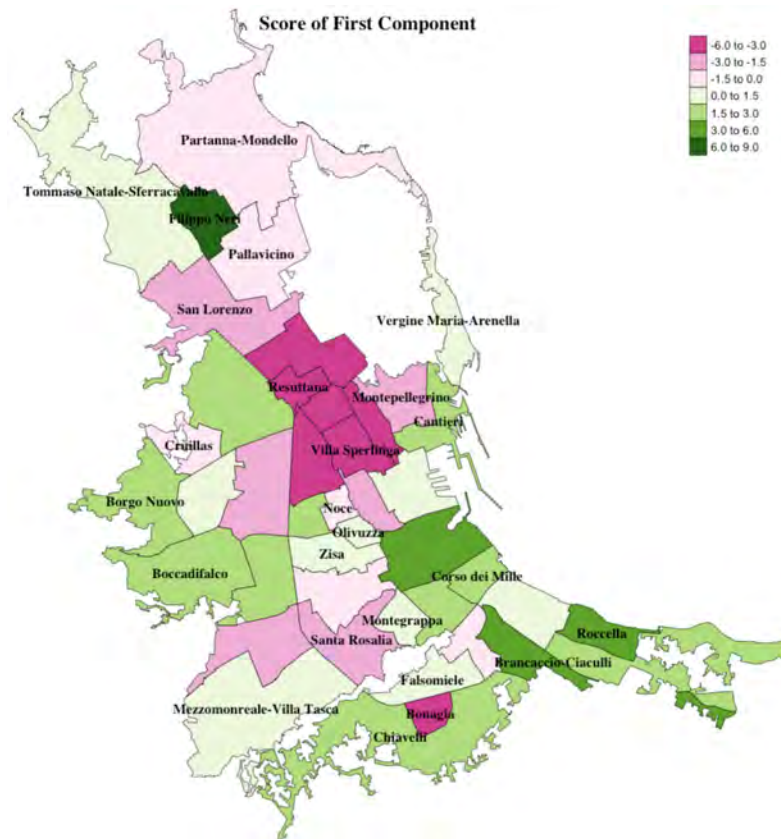 Score of First Component
-6.0 to -3.0
-3.0 to -1.5
-1.5 to 0.0
0.0 to 1.5
1.5 to 3.0
3.0 to 6.0
6.0 to 9.0
Partanna-Mondello
Tommaso Natale-Sferracavallo
Filippo Neri
Pallavicino
San Lorenzo
Vergine Maria-Arenella
Resuttana
Montepellegrino
Cantieri
Cruillas
Villa Sperlinga
Borgo Nuovo
Noce
Olivuzza
Zisa
Boccadifalco
Corso dei Mille
Montegrappa
Roccella
Santa Rosalia
Brancaccio-Ciaculli
Falsomiele
Mezzomonreale-Villa Tasca
Bonagia
Chiavelli